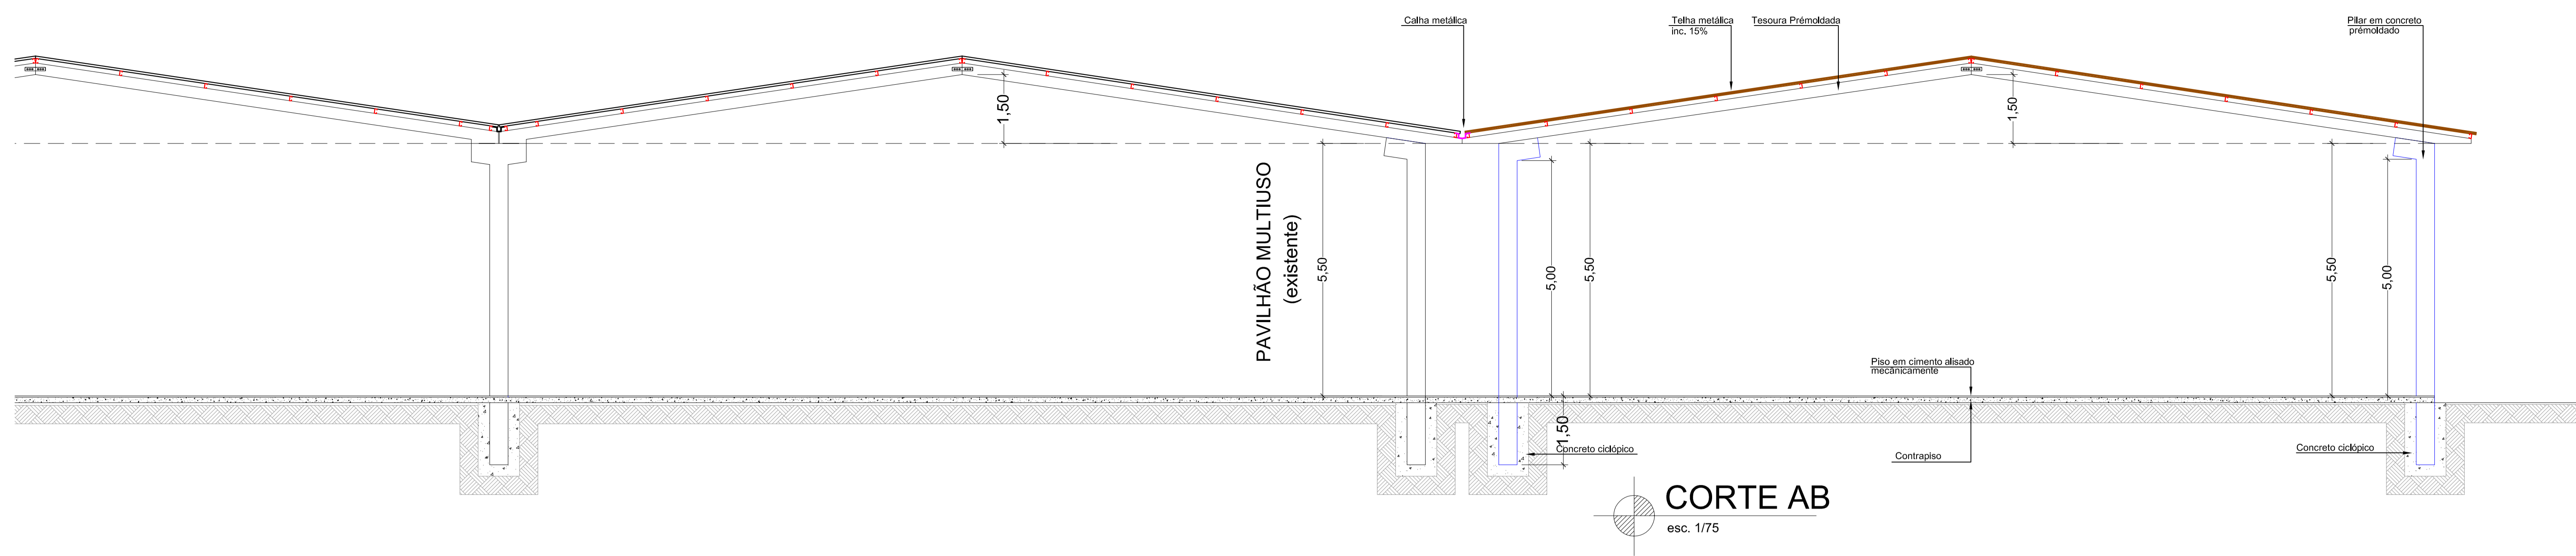 Calha metálica
Telha metálica
inc. 15%
Tesoura Prémoldada
Pilar em concreto
prémoldado
1,50
1,50
PAVILHÃO MULTIUSO
(existente)
5,50
5,00
5,50
5,50
5,00
Piso em cimento alisado
mecânicamente
1,50
Concreto ciclópico
Contrapiso
Concreto ciclópico
CORTE AB
esc. 1/75